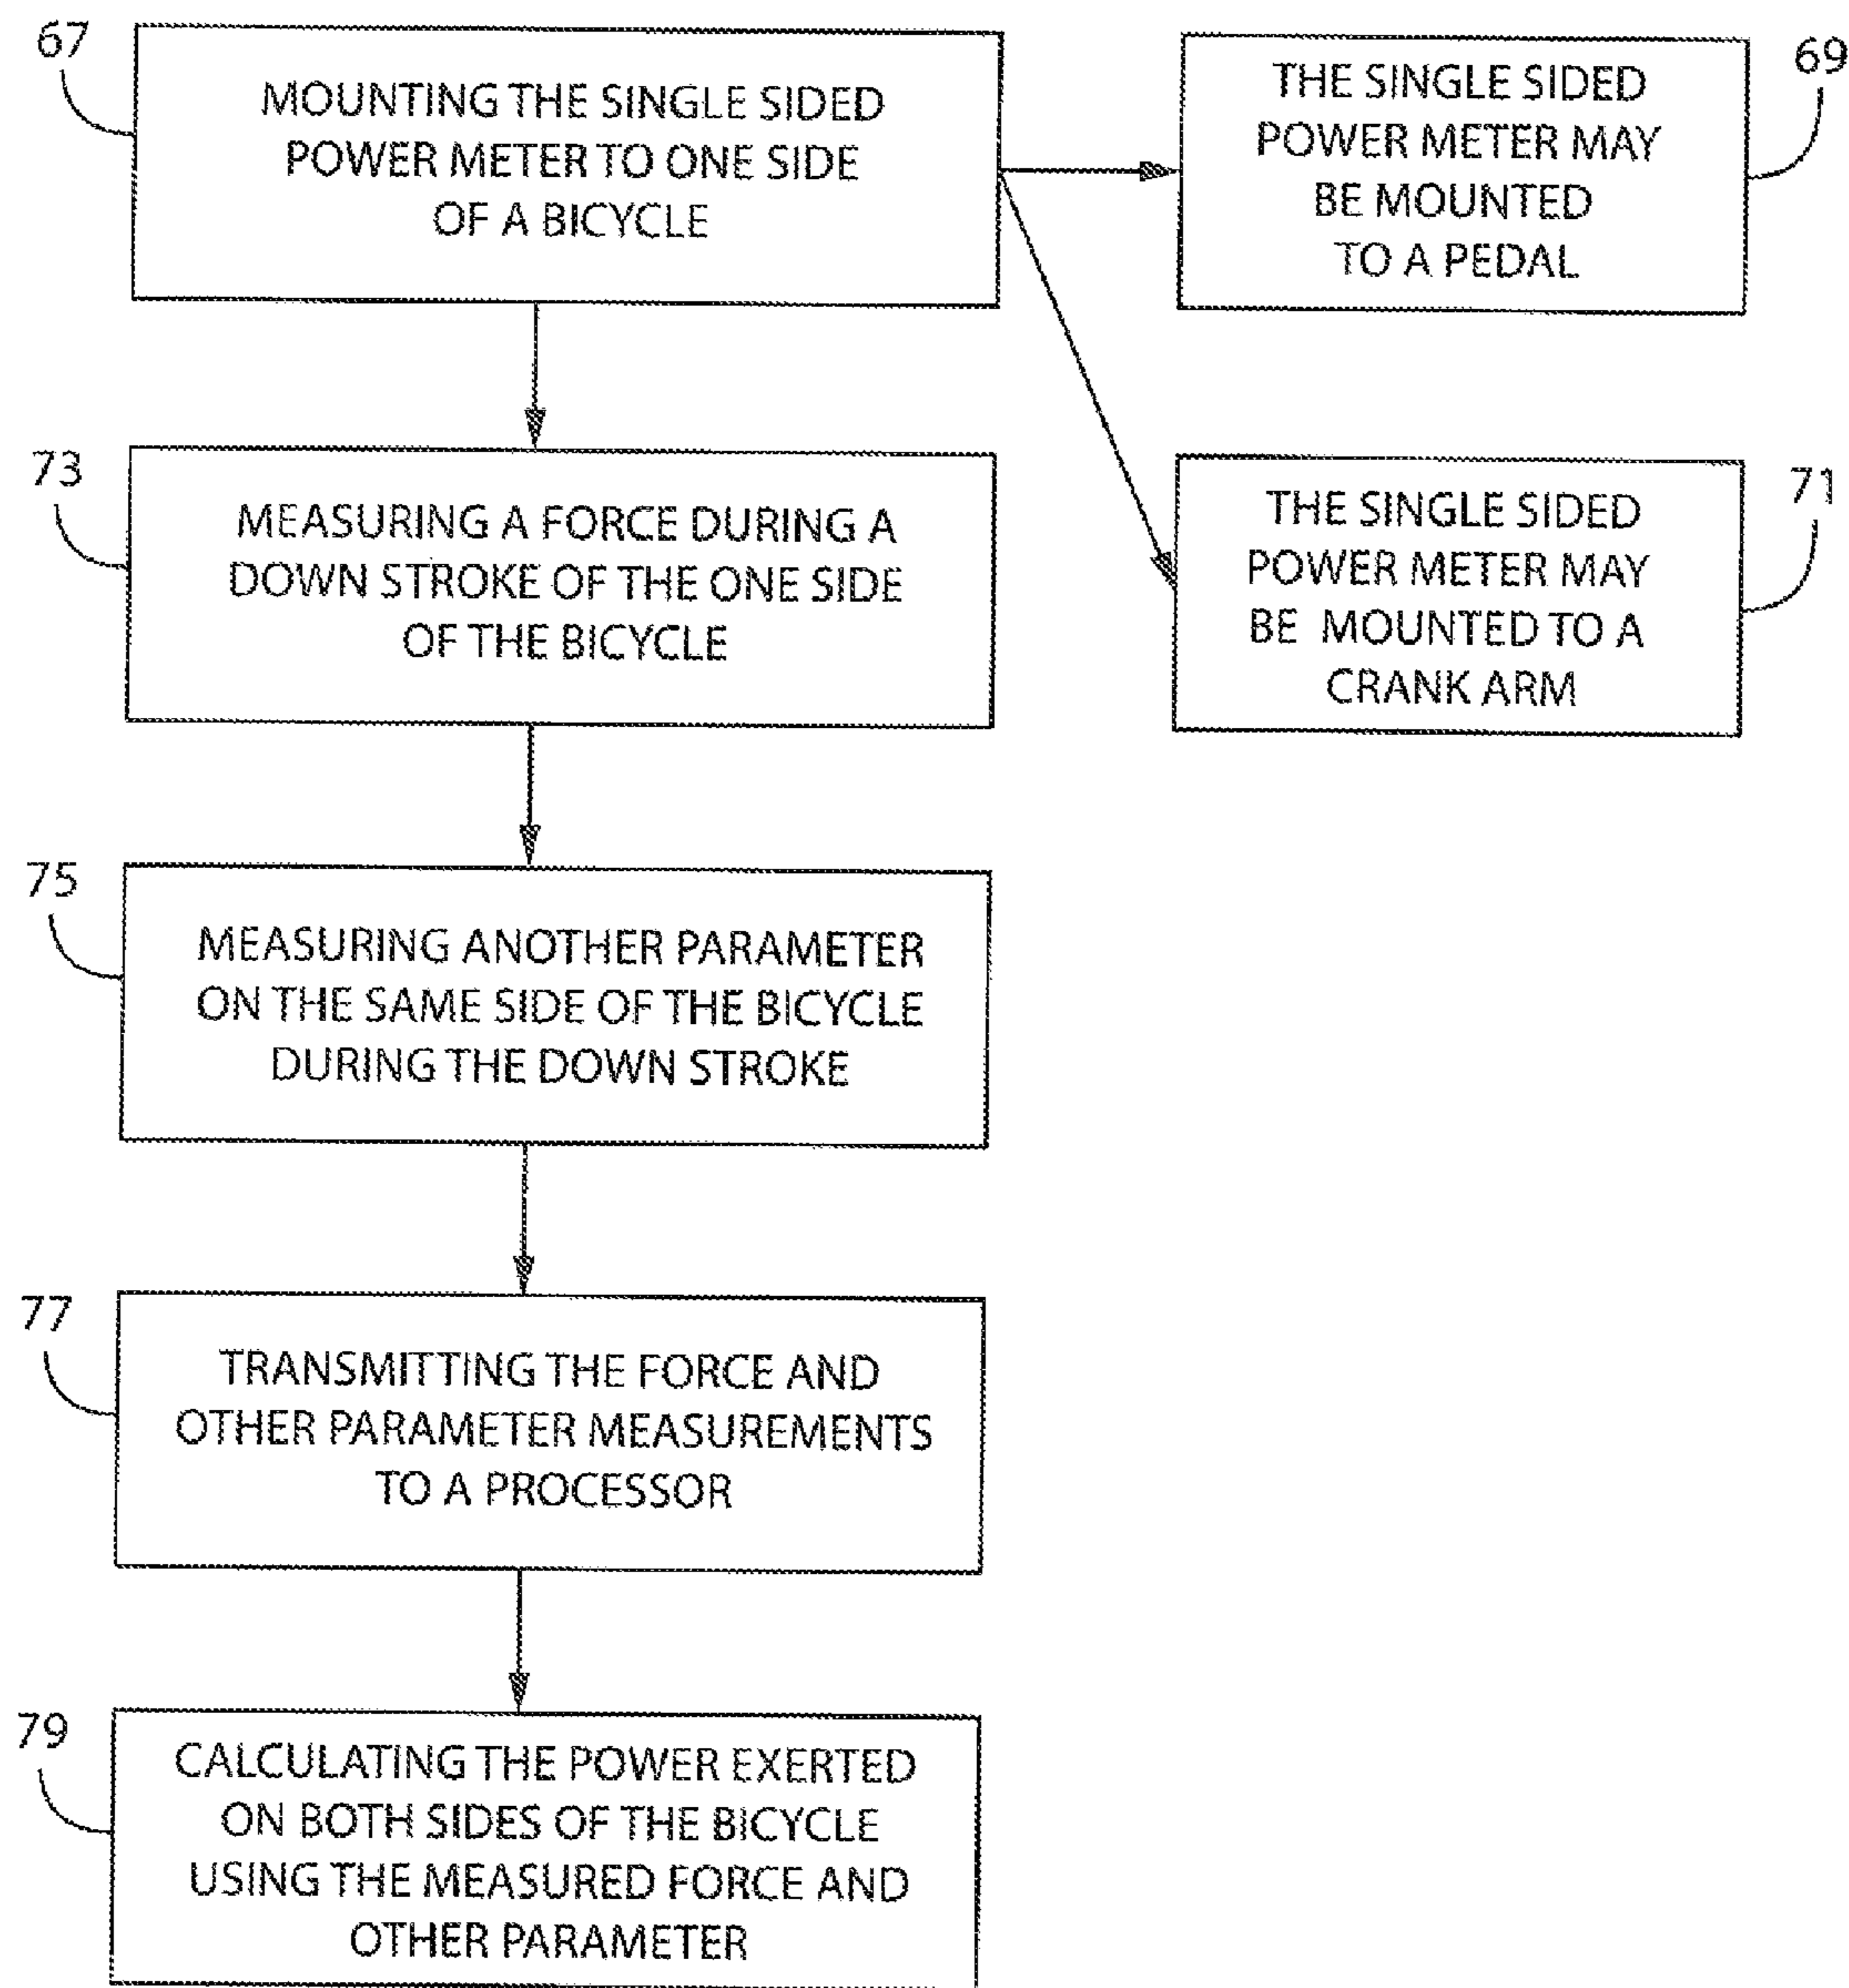 67
MOUNTING THE SINGLE SIDED
POWER METER TO ONE SIDE
OF A BICYCLE
THE SINGLE SIDED
POWER METER MAY
BE MOUNTED
TO A PEDAL
69
73
MEASURING A FORCE DURING A
DOWN STROKE OF THE ONE SIDE
OF THE BICYCLE
THE SINGLE SIDED
POWER METER MAY
BE MOUNTED TO A
CRANK ARM
71
75
MEASURING ANOTHER PARAMETER
ON THE SAME SIDE OF THE BICYCLE
DURING THE DOWN STROKE
77
TRANSMITTING THE FORCE AND
OTHER PARAMETER MEASUREMENTS
TO A PROCESSOR
79
CALCULATING THE POWER EXERTED
ON BOTH SIDES OF THE BICYCLE
USING THE MEASURED FORCE AND
OTHER PARAMETER